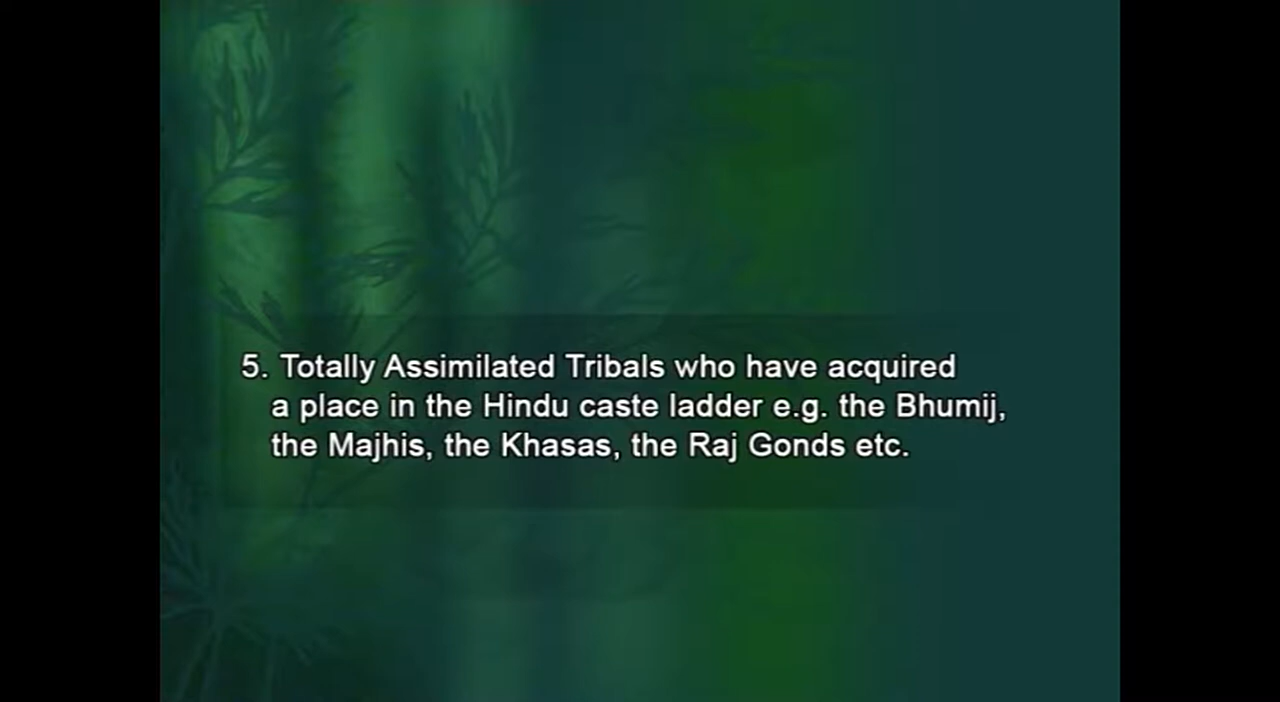 5. Totally Assimilated Tribals who have acquired
a place in the Hindu caste ladder e.g. the Bhumij,
the Majhis, the Khasas, the Raj Gonds etc.